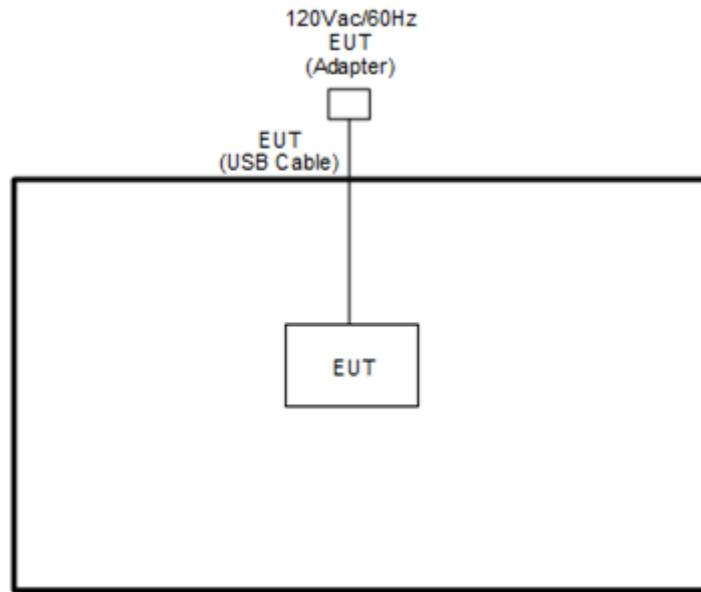 120Vac/60Hz
EUT
(Adapter)
EUT
(USB Cable)
EUT